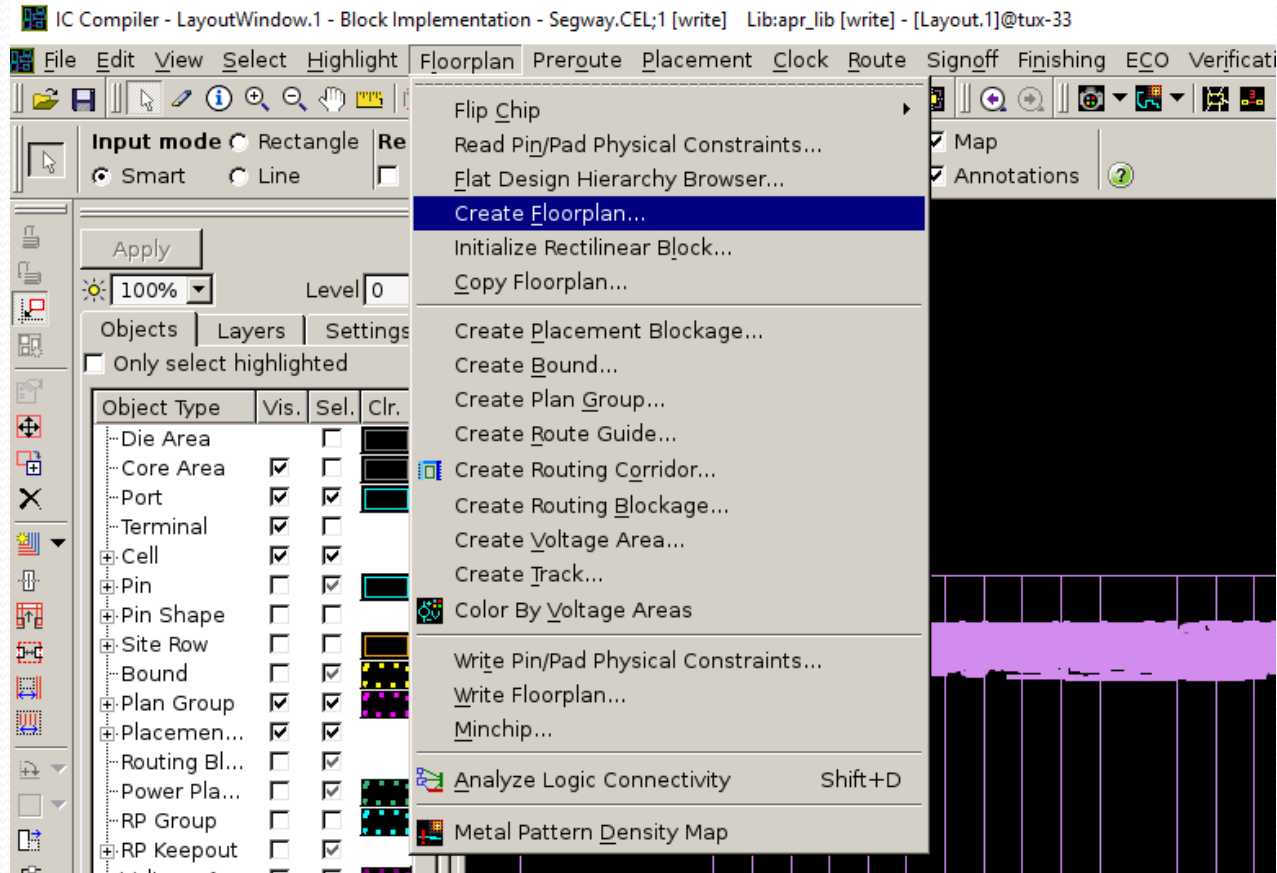 IC Compiler - LayoutWindow.1 - Block Implementation - Segway.CEL;1 [write] Lib:apr_lib [write] - [Layout.1]@tux-33
File Edit View Select Highlight Floorplan Preroute Placement Clock Route Signoff Finishing ECO Verificati
Input mode Rectangle Re
Smart Line
Map
Annotations
Apply
100% Level 0
Objects Layers Settings
Only select highlighted
Object Type Vis. Sel. Clr.
Die Area
Core Area
Port
Terminal
Cell
Pin
Pin Shape
Site Row
Bound
Plan Group
Placemen...
Routing Bl...
Power Pla...
RP Group
RP Keepout
Flip Chip
Read Pin/Pad Physical Constraints...
Flat Design Hierarchy Browser...
Create Floorplan...
Initialize Rectilinear Block...
Copy Floorplan...
Create Placement Blockage...
Create Bound...
Create Plan Group...
Create Route Guide...
Create Routing Corridor...
Create Routing Blockage...
Create Voltage Area...
Create Track...
Color By Voltage Areas
Write Pin/Pad Physical Constraints...
Write Floorplan...
Minchip...
Analyze Logic Connectivity Shift+D
Metal Pattern Density Map